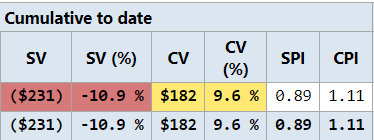 Cumulative to date
SV SV (%) CV CV (%) SPI CPI
($231) -10.9 % $182 9.6 % 0.89 1.11
($231) -10.9 % $182 9.6 % 0.89 1.11